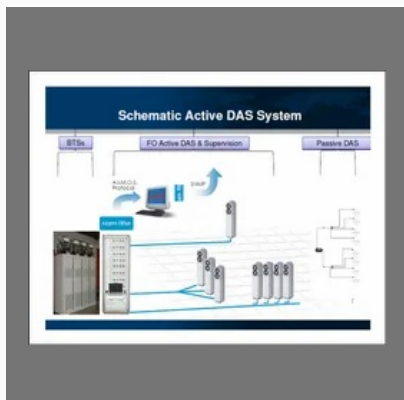 Schematic Active DAS System
BTSs
FO Active DAS & Supervision
Passive DAS
SNMP